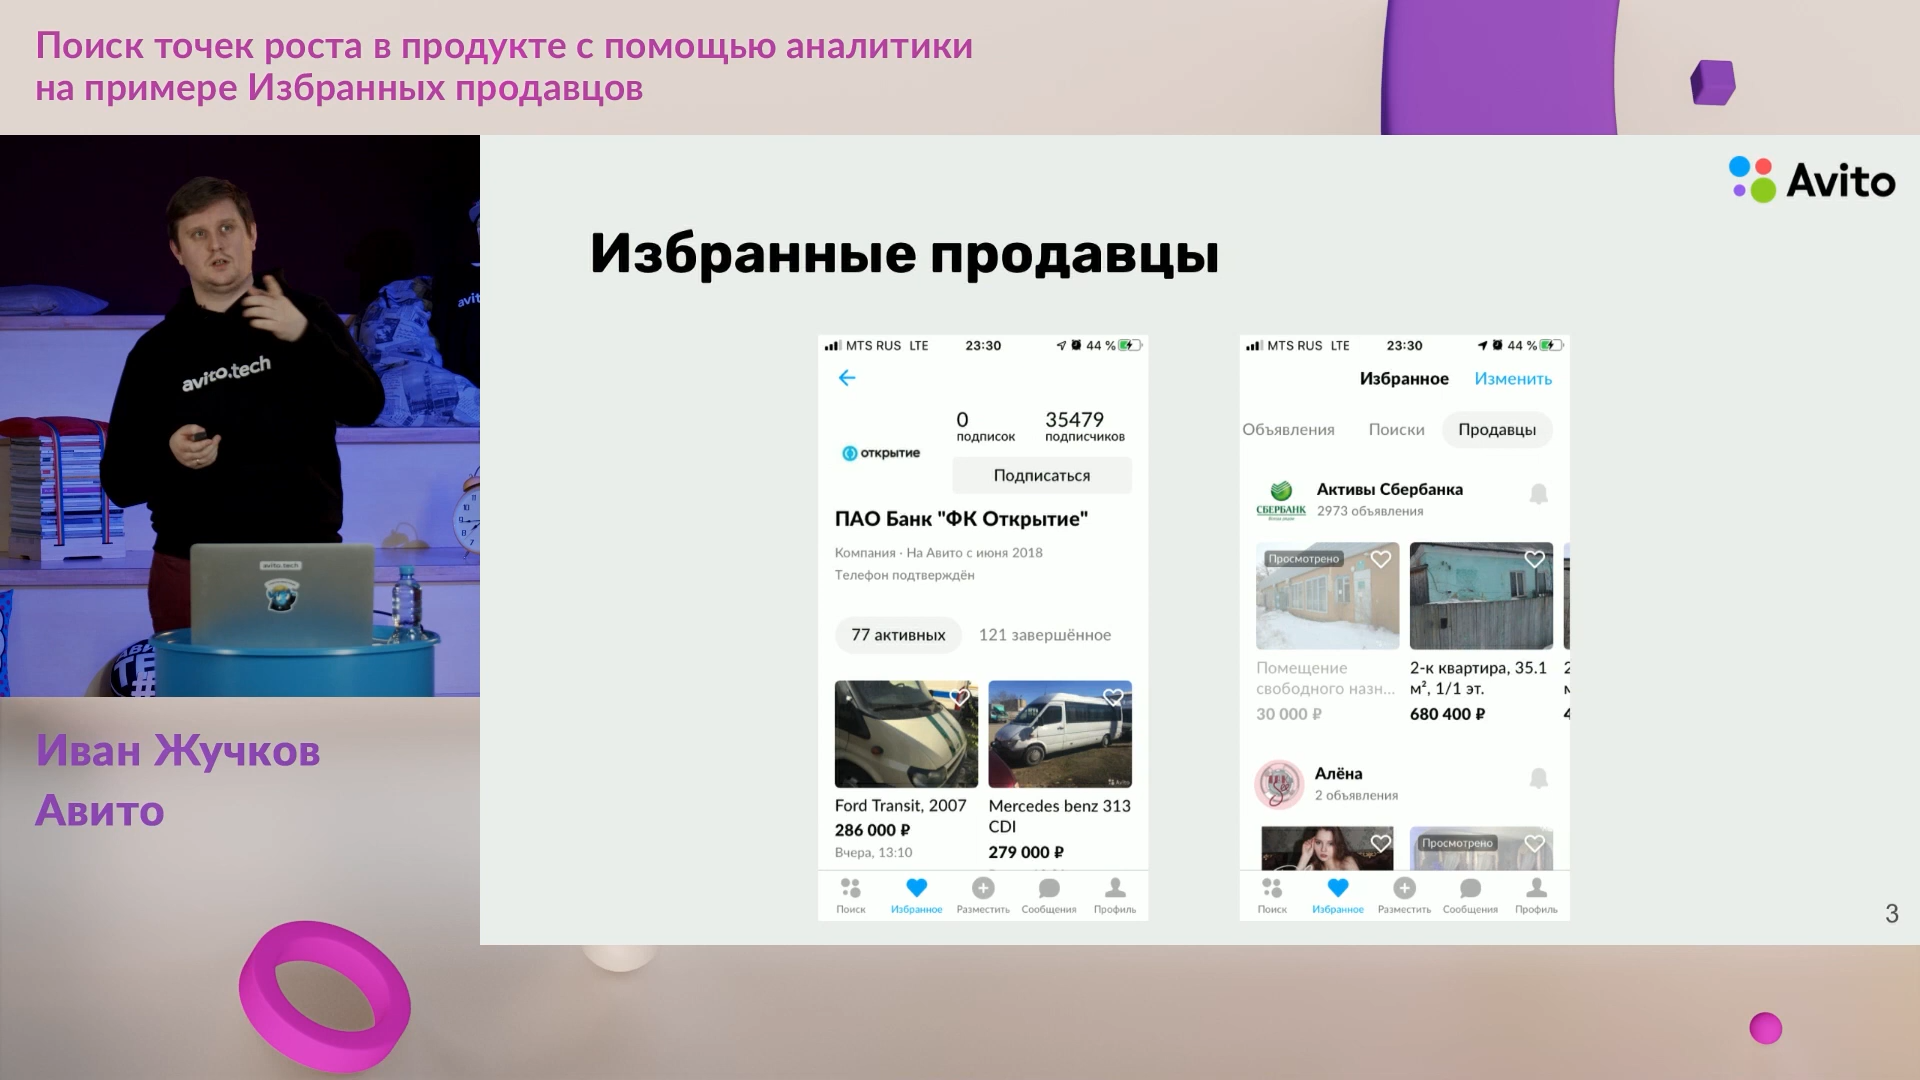 Поиск точек роста в продукте с помощью аналитики
на примере Избранных продавцов
avito.tech
avito.tech
Иван Жучков
Авито
Avito
Избранные продавцы
MTS RUS LTE 23:30 44 %
0 35479
подписок подписчиков
открытие
Подписаться
ПАО Банк "ФК Открытие"
Компания · На Авито с июня 2018
Телефон подтверждён
77 активных 121 завершённое
Ford Transit, 2007
286 000 ₽
Вчера, 13:10
Mercedes benz 313
CDI
279 000 ₽
Поиск Избранное Разместить Сообщения Профиль
MTS RUS LTE 23:30 44 %
Избранное Изменить
Объявления Поиски Продавцы
СБЕРБАНК
Активы Сбербанка
2973 объявления
Просмотрено
Помещение
свободного назн...
30 000 ₽
2-к квартира, 35.1
м², 1/1 эт.
680 400 ₽
Алёна
2 объявления
Просмотрено
Поиск Избранное Разместить Сообщения Профиль
3